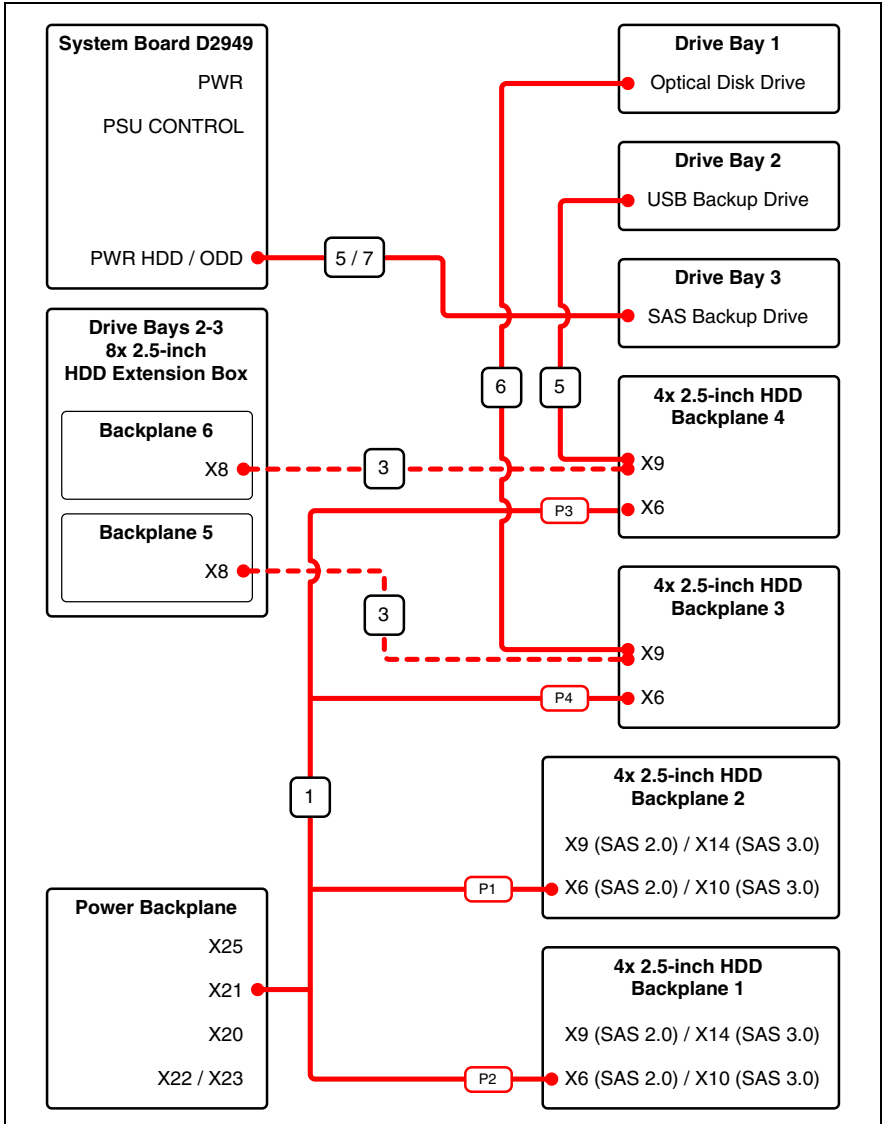 System Board D2949
PWR
PSU CONTROL
PWR HDD / ODD
5 / 7
Drive Bay 1
Optical Disk Drive
Drive Bay 2
USB Backup Drive
Drive Bay 3
SAS Backup Drive
Drive Bays 2-3
8x 2.5-inch
HDD Extension Box
Backplane 6
X8
3
Backplane 5
X8
3
6
5
4x 2.5-inch HDD
Backplane 4
X9
P3
X6
4x 2.5-inch HDD
Backplane 3
X9
P4
X6
1
4x 2.5-inch HDD
Backplane 2
X9 (SAS 2.0) / X14 (SAS 3.0)
P1
X6 (SAS 2.0) / X10 (SAS 3.0)
Power Backplane
X25
X21
X20
X22 / X23
4x 2.5-inch HDD
Backplane 1
X9 (SAS 2.0) / X14 (SAS 3.0)
P2
X6 (SAS 2.0) / X10 (SAS 3.0)